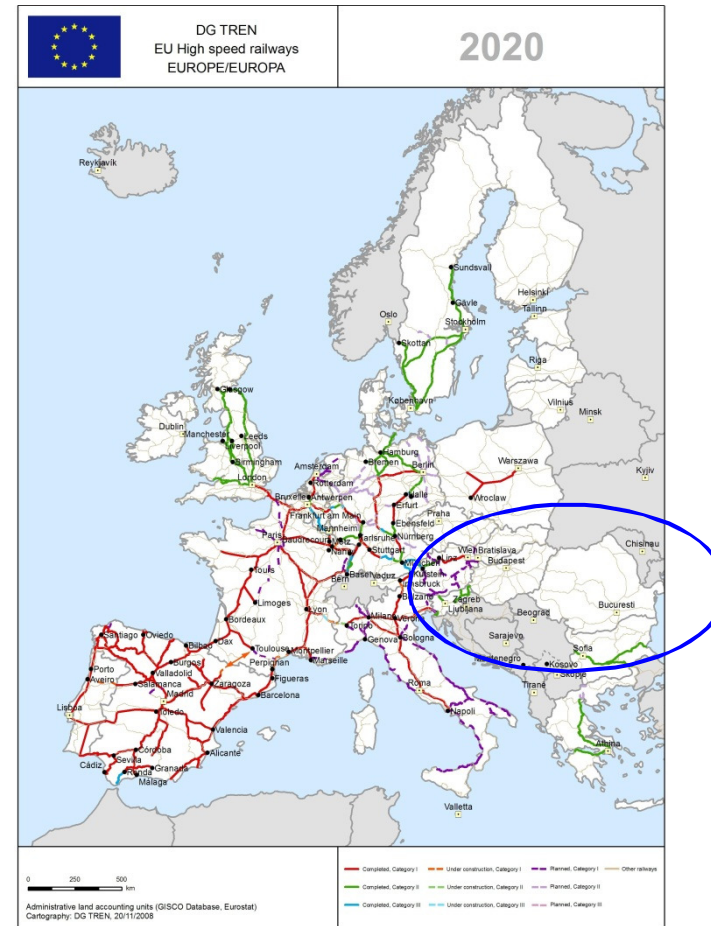 DG TREN
EU High speed railways
EUROPE/EUROPA
2020
Reykjavík
Sundsvall
Helsinki
Gävle
Tallinn
Oslo
Stockholm
Skottan
Riga
Glasgow
København
Vilnius
Minsk
Dublin
Manchester
Leeds
Liverpool
Hamburg
Birmingham
Bremen
Berlin
Amsterdam
Warszawa
London
Rotterdam
Kyjiv
Bruxelles
Antwerpen
Halle
Wroclaw
Erfurt
Frankfurt am Main
Praha
Mannheim
Ebensfeld
Paris
Baudrecourt
Metz
Karlsruhe
Nürnberg
Chisinau
Stuttgart
Linz
Wien
Bratislava
Tours
München
Budapest
Basel
Vaduz
Kufstein
Bern
Innsbruck
Limoges
Bolzano
Zagreb
Lyon
Ljubljana
Bucuresti
Milano
Verona
Beograd
Torino
Bordeaux
Genova
Bologna
Sarajevo
Santiago
Oviedo
Dax
Bilbao
Toulouse
Montpellier
Sofia
Marseille
Montenegro
Kosovo
Burgos
Perpignan
Skopje
Porto
Valladolid
Figueras
Aveiro
Salamanca
Zaragoza
Roma
Tiranë
Madrid
Barcelona
Napoli
Lisboa
Toledo
Valencia
Athina
Córdoba
Alicante
Sevilla
Cádiz
Ronda
Granada
Málaga
Valletta
0 250 500
km
Administrative land accounting units (GISCO Database, Eurostat)
Cartography: DG TREN, 20/11/2008
Completed, Category I
Under construction, Category I
Planned, Category I
Other railways
Completed, Category II
Under construction, Category II
Planned, Category II
Completed, Category III
Under construction, Category III
Planned, Category III